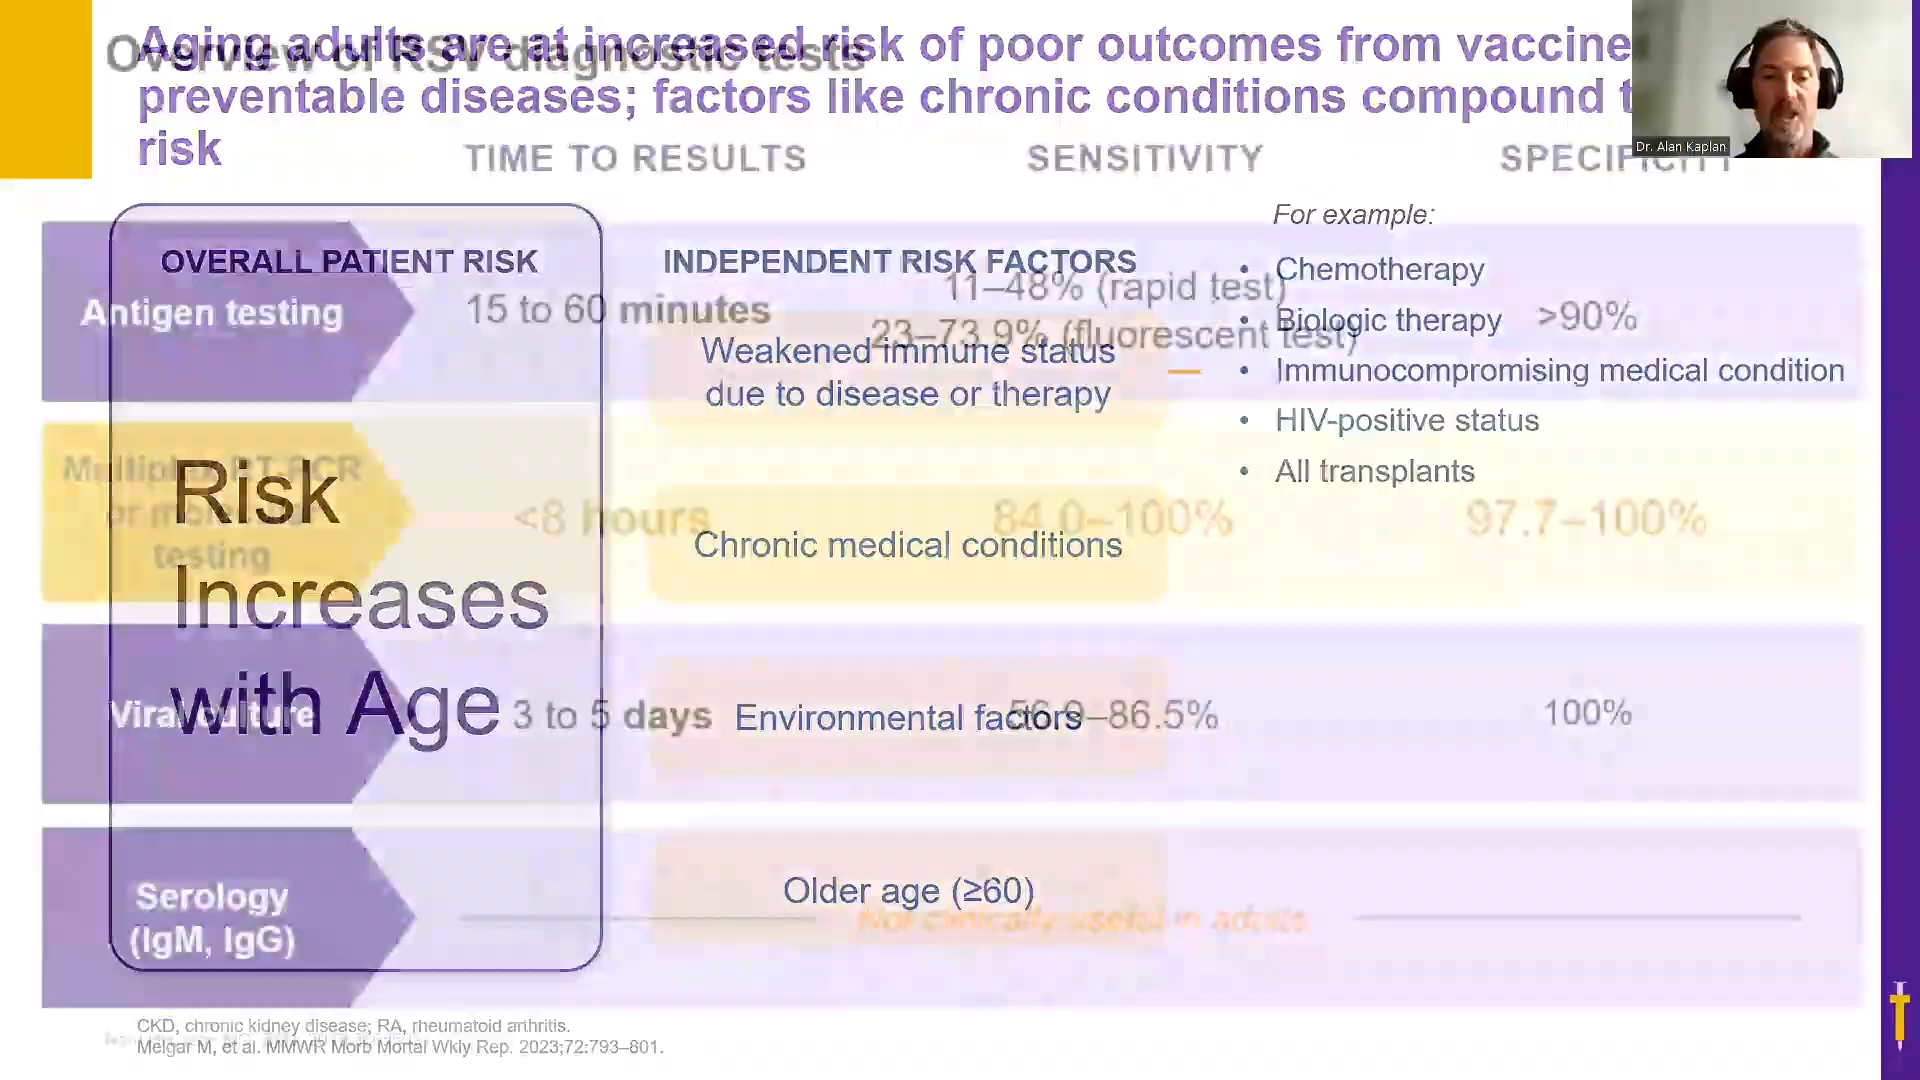 Overview of RSV diagnostic tests
Aging adults are at increased risk of poor outcomes from vaccine
preventable diseases; factors like chronic conditions compound
risk
TIME TO RESULTS
SENSITIVITY
SPECIFICITY
Dr. Alan Kaplan
OVERALL PATIENT RISK
Risk
Increases
with Age
INDEPENDENT RISK FACTORS
Weakened immune status
due to disease or therapy
Chronic medical conditions
Environmental factors
Older age (≥60)
For example:
• Chemotherapy
• Biologic therapy
• Immunocompromising medical condition
• HIV-positive status
• All transplants
Antigen testing
15 to 60 minutes
11–48% (rapid test)
23–73.9% (fluorescent test)
>90%
Multiplex RT-PCR
or molecular
testing
<8 hours
84.0–100%
97.7–100%
Viral culture
3 to 5 days
56.9–86.5%
100%
Serology
(IgM, IgG)
Not clinically useful in adults
CKD, chronic kidney disease; RA, rheumatoid arthritis.
Melgar M, et al. MMWR Morb Mortal Wkly Rep. 2023;72:793–801.